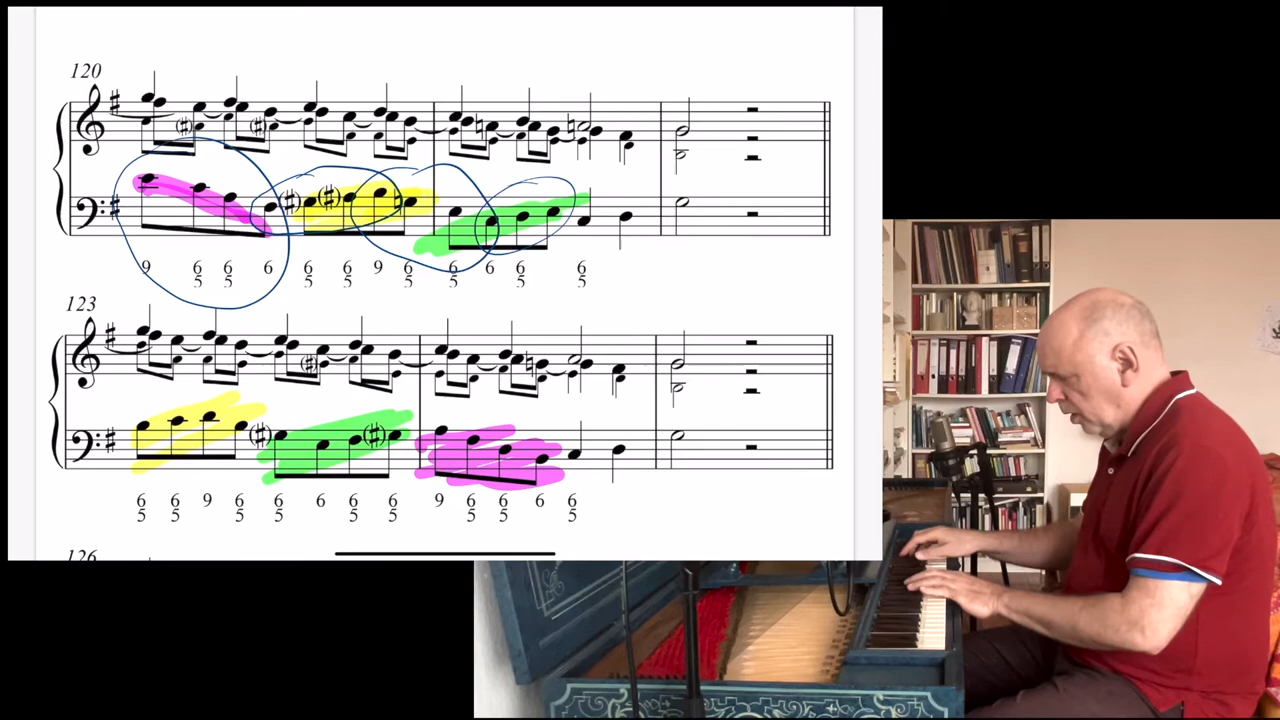 120
9 6 6 6 6 6 9 6 6 6 6 6
5 5 5 5 5 5 5 5
123
6 6 9 6 6 6 6 6 9 6 6 6 6
5 5 5 5 5 5 5 5 5
126